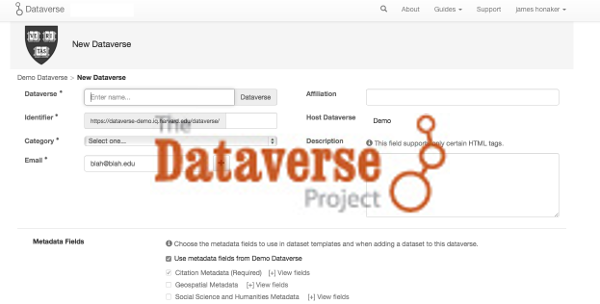 Dataverse
About Guides Support james honaker
TAS
New Dataverse
Demo Dataverse > New Dataverse
Dataverse * Enter name... Dataverse Affiliation
Identifier * https://dataverse-demo.iq.harvard.edu/dataverse/ Host Dataverse Demo
The
Category * Select one... Description This field supports only certain HTML tags.
Email * blah@blah.edu
Dataverse
Project
Metadata Fields Choose the metadata fields to use in dataset templates and when adding a dataset to this dataverse.
Use metadata fields from Demo Dataverse
Citation Metadata (Required) [+] View fields
Geospatial Metadata [+] View fields
Social Science and Humanities Metadata [+] View fields